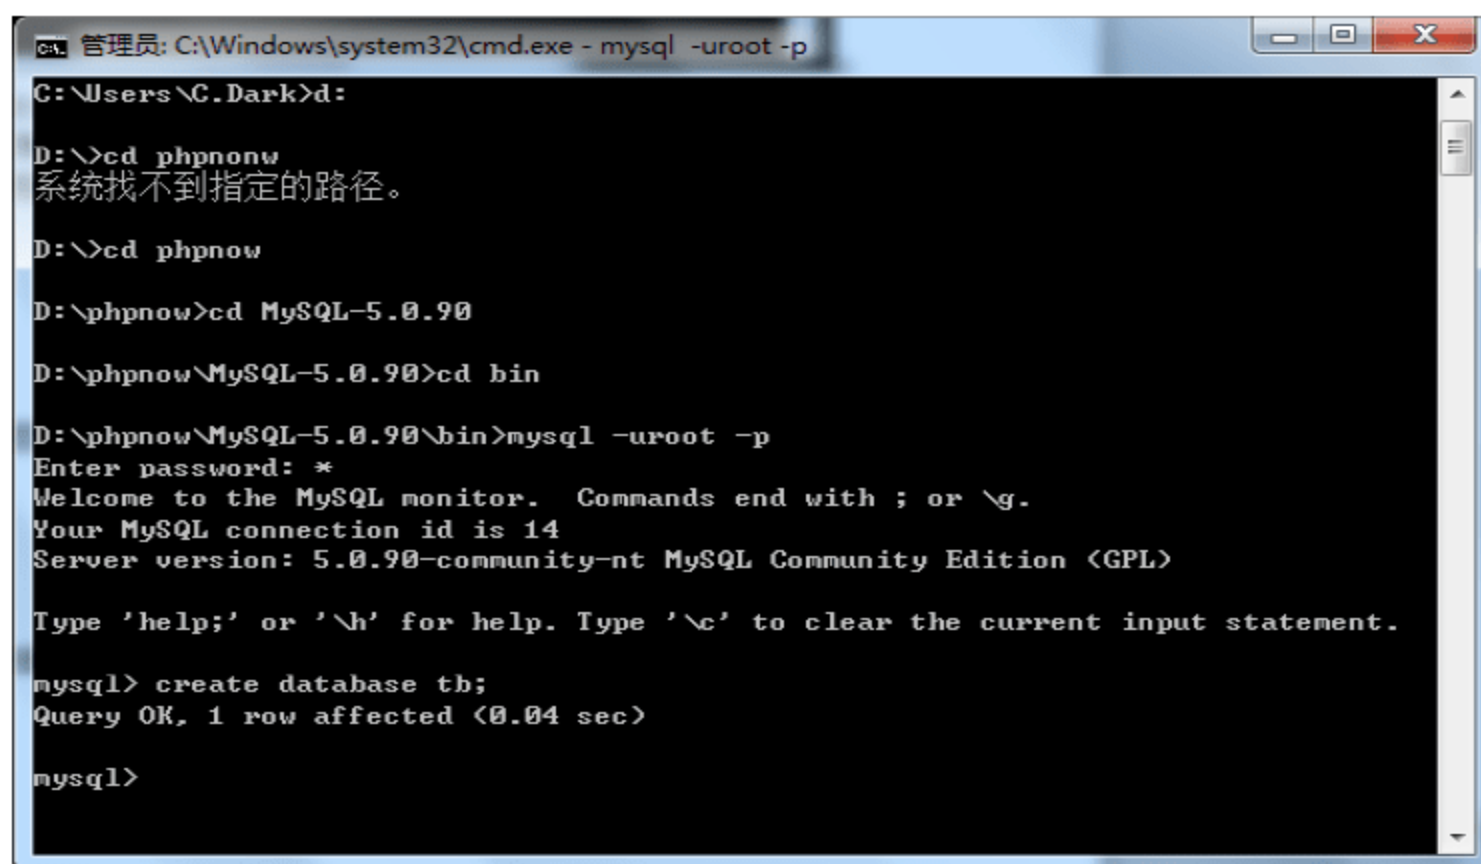 管理员: C:\Windows\system32\cmd.exe - mysql -uroot -p
C:\Users\C.Dark>d:
D:\>cd phpnonw
系统找不到指定的路径。
D:\>cd phpnow
D:\phpnow>cd MySQL-5.0.90
D:\phpnow\MySQL-5.0.90>cd bin
D:\phpnow\MySQL-5.0.90\bin>mysql -uroot -p
Enter password: *
Welcome to the MySQL monitor.  Commands end with ; or \g.
Your MySQL connection id is 14
Server version: 5.0.90-community-nt MySQL Community Edition (GPL)
Type 'help;' or '\h' for help. Type '\c' to clear the current input statement.
mysql> create database tb;
Query OK, 1 row affected (0.04 sec)
mysql>